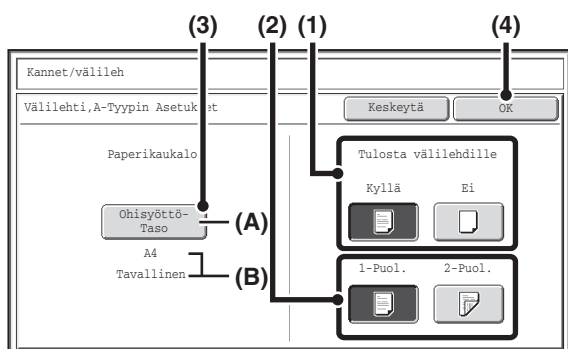 (3) (2) (1) (4)
Kannet/välileh
Välilehti,A-Tyypin Asetukset
Keskeytä
OK
Paperikaukalo
Ohisyöttö-
Taso
(A)
A4
Tavallinen
(B)
Tulosta välilehdille
Kyllä Ei
1-Puol. 2-Puol.